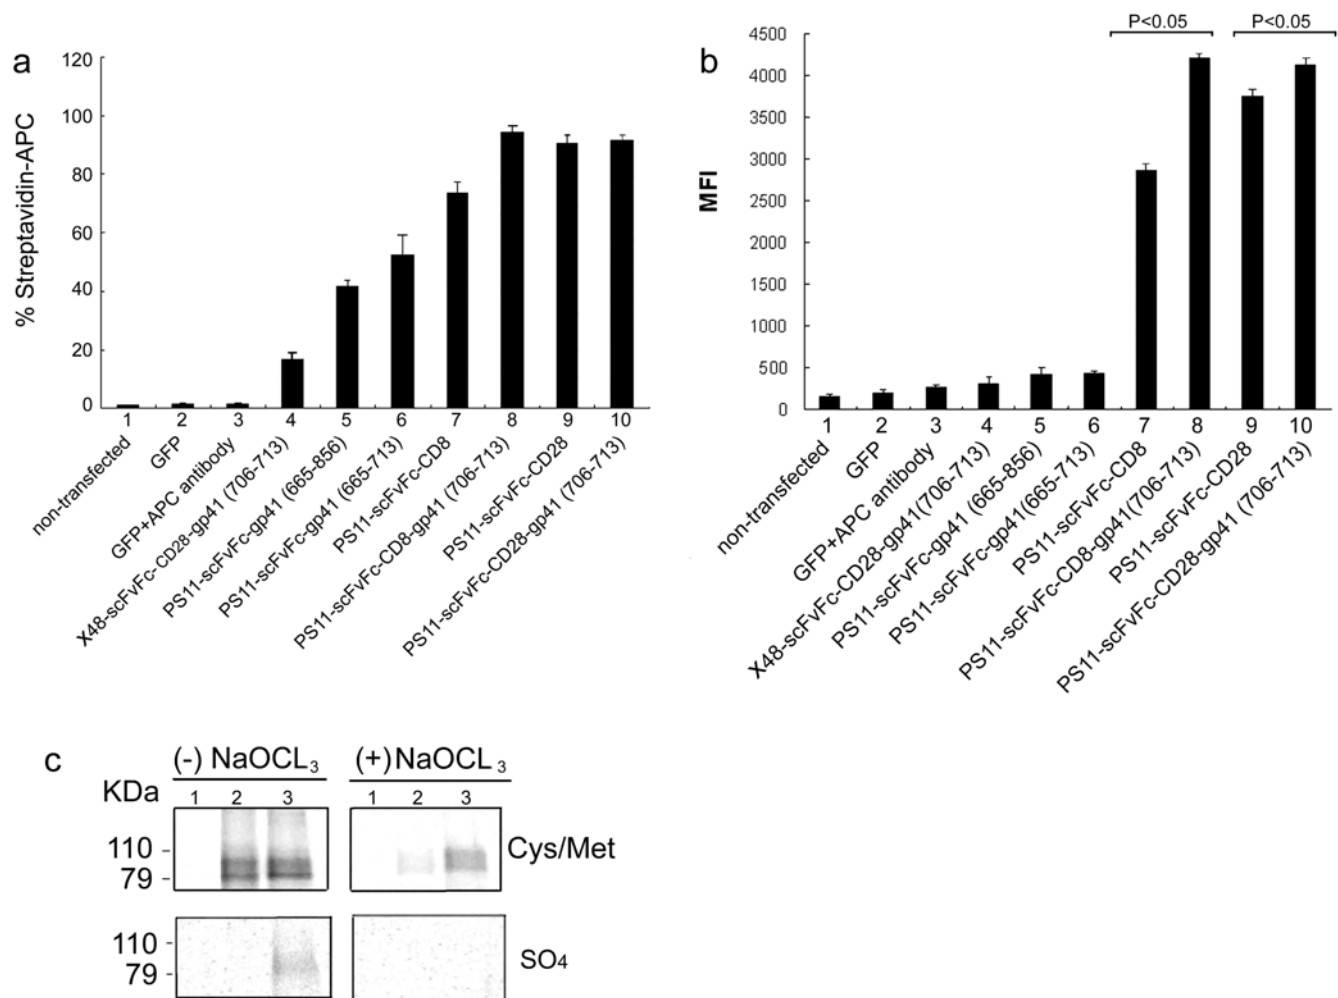 a
120
100
80
60
40
20
0
% Streptavidin-APC
1 2 3 4 5 6 7 8 9 10
non-transfected
GFP
GFP+APC antibody
X48-scFvFc- CD28-gp41 (706-713)
PS11-scFvFc-gp41 (665-856)
PS11-scFvFc-gp41 (665-713)
PS11-scFvFc-CD8
PS11-scFvFc-CD8-gp41 (706-713)
PS11-scFvFc-CD28
PS11-scFvFc-CD28-gp41 (706-713)
b
P<0.05 P<0.05
4500
4000
3500
3000
2500
2000
1500
1000
500
0
MFI
1 2 3 4 5 6 7 8 9 10
non-transfected
GFP
GFP+APC antibody
X48-scFvFc-CD28-gp41(706-713)
PS11-scFvFc-gp41 (665-856)
PS11-scFvFc-gp41(665-713)
PS11-scFvFc-CD8
PS11-scFvFc-CD8-gp41(706-713)
PS11-scFvFc-CD28
PS11-scFvFc-CD28-gp41 (706-713)
c
(-) NaOCL3 (+) NaOCL3
KDa 1 2 3 1 2 3
110 -
79 -
Cys/Met
110 -
79 -
SO4